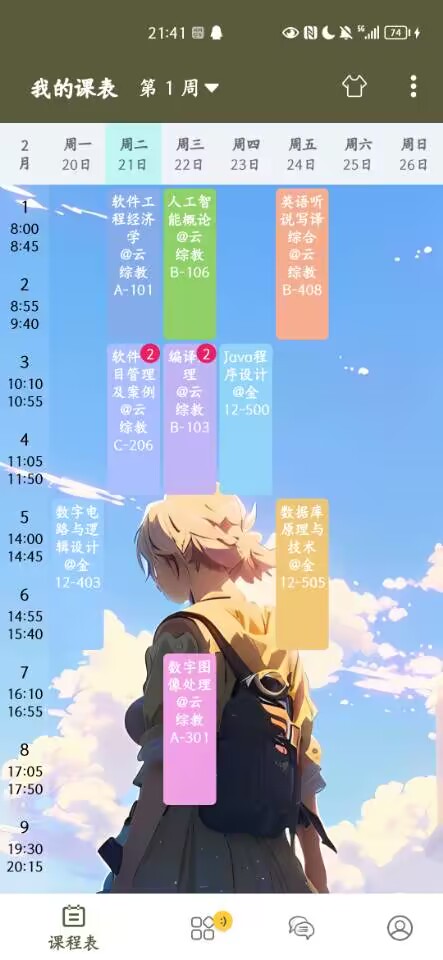 21:41
5G
74
我的课表 第 1 周
2
月
周一
20日
周二
21日
周三
22日
周四
23日
周五
24日
周六
25日
周日
26日
1
8:00
8:45
2
8:55
9:40
3
10:10
10:55
4
11:05
11:50
5
14:00
14:45
6
14:55
15:40
7
16:10
16:55
8
17:05
17:50
9
19:30
20:15
数字电
路与逻
辑设计
@金
12-403
软件工
程经济
学
@云
综教
A-101
软件
2
目管理
及案例
@云
综教
C-206
人工智
能概论
@云
综教
B-106
编译
2
理
@云
综教
B-103
数字图
像处理
@云
综教
A-301
Java程
序设计
@金
12-500
英语听
说写译
综合
@云
综教
B-408
数据库
原理与
技术
@金
12-505
课程表